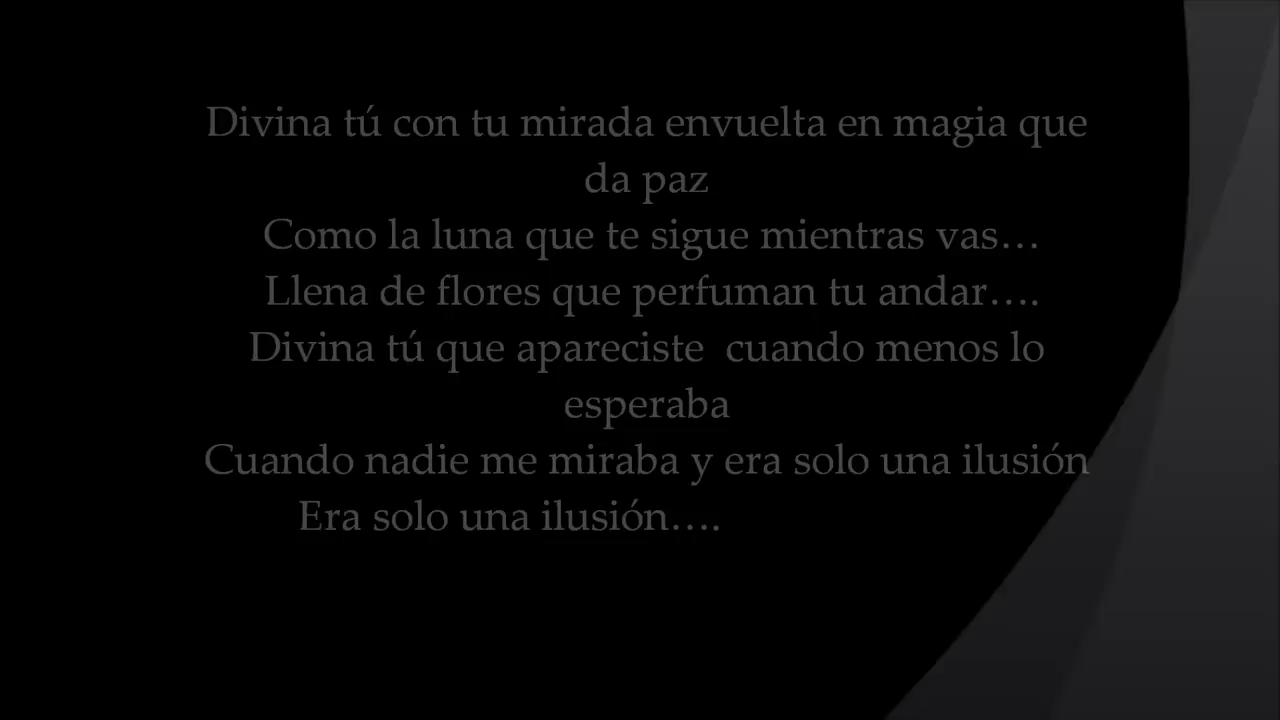 Divina tú con tu mirada envuelta en magia que
da paz
Como la luna que te sigue mientras vas…
Llena de flores que perfuman tu andar….
Divina tú que apareciste  cuando menos lo
esperaba
Cuando nadie me miraba y era solo una ilusión
Era solo una ilusión….